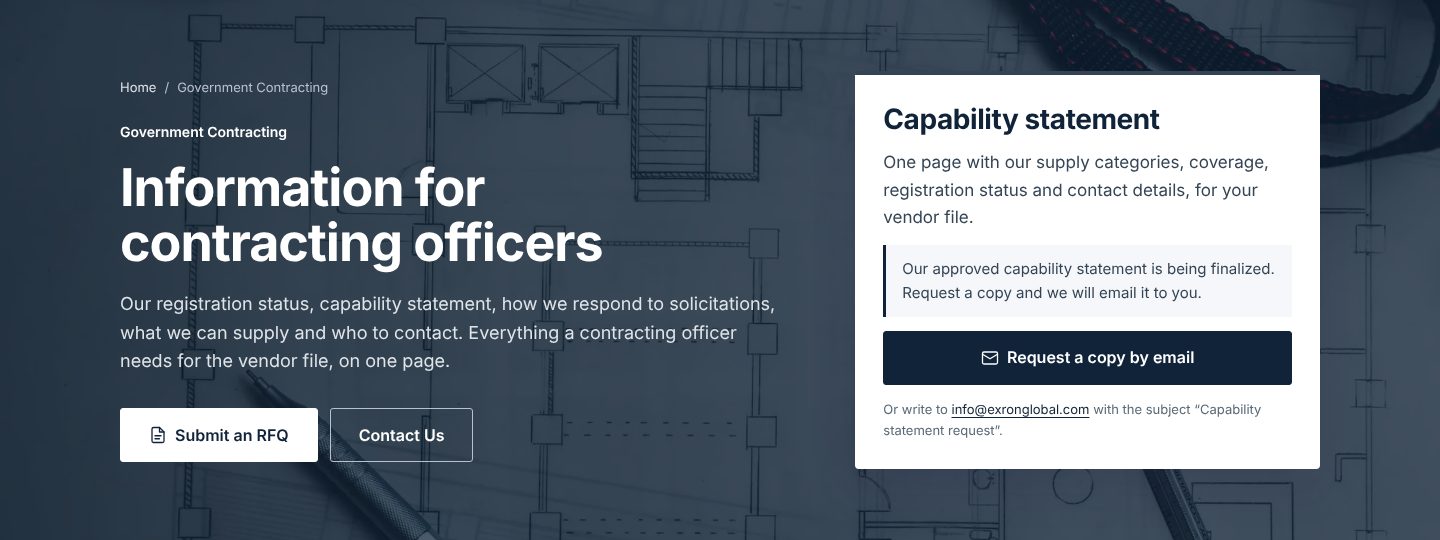 Home / Government Contracting
Government Contracting
Information for
contracting officers
Our registration status, capability statement, how we respond to solicitations,
what we can supply and who to contact. Everything a contracting officer
needs for the vendor file, on one page.
Submit an RFQ
Contact Us
Capability statement
One page with our supply categories, coverage,
registration status and contact details, for your
vendor file.
Our approved capability statement is being finalized.
Request a copy and we will email it to you.
Request a copy by email
Or write to info@exronglobal.com with the subject “Capability
statement request”.